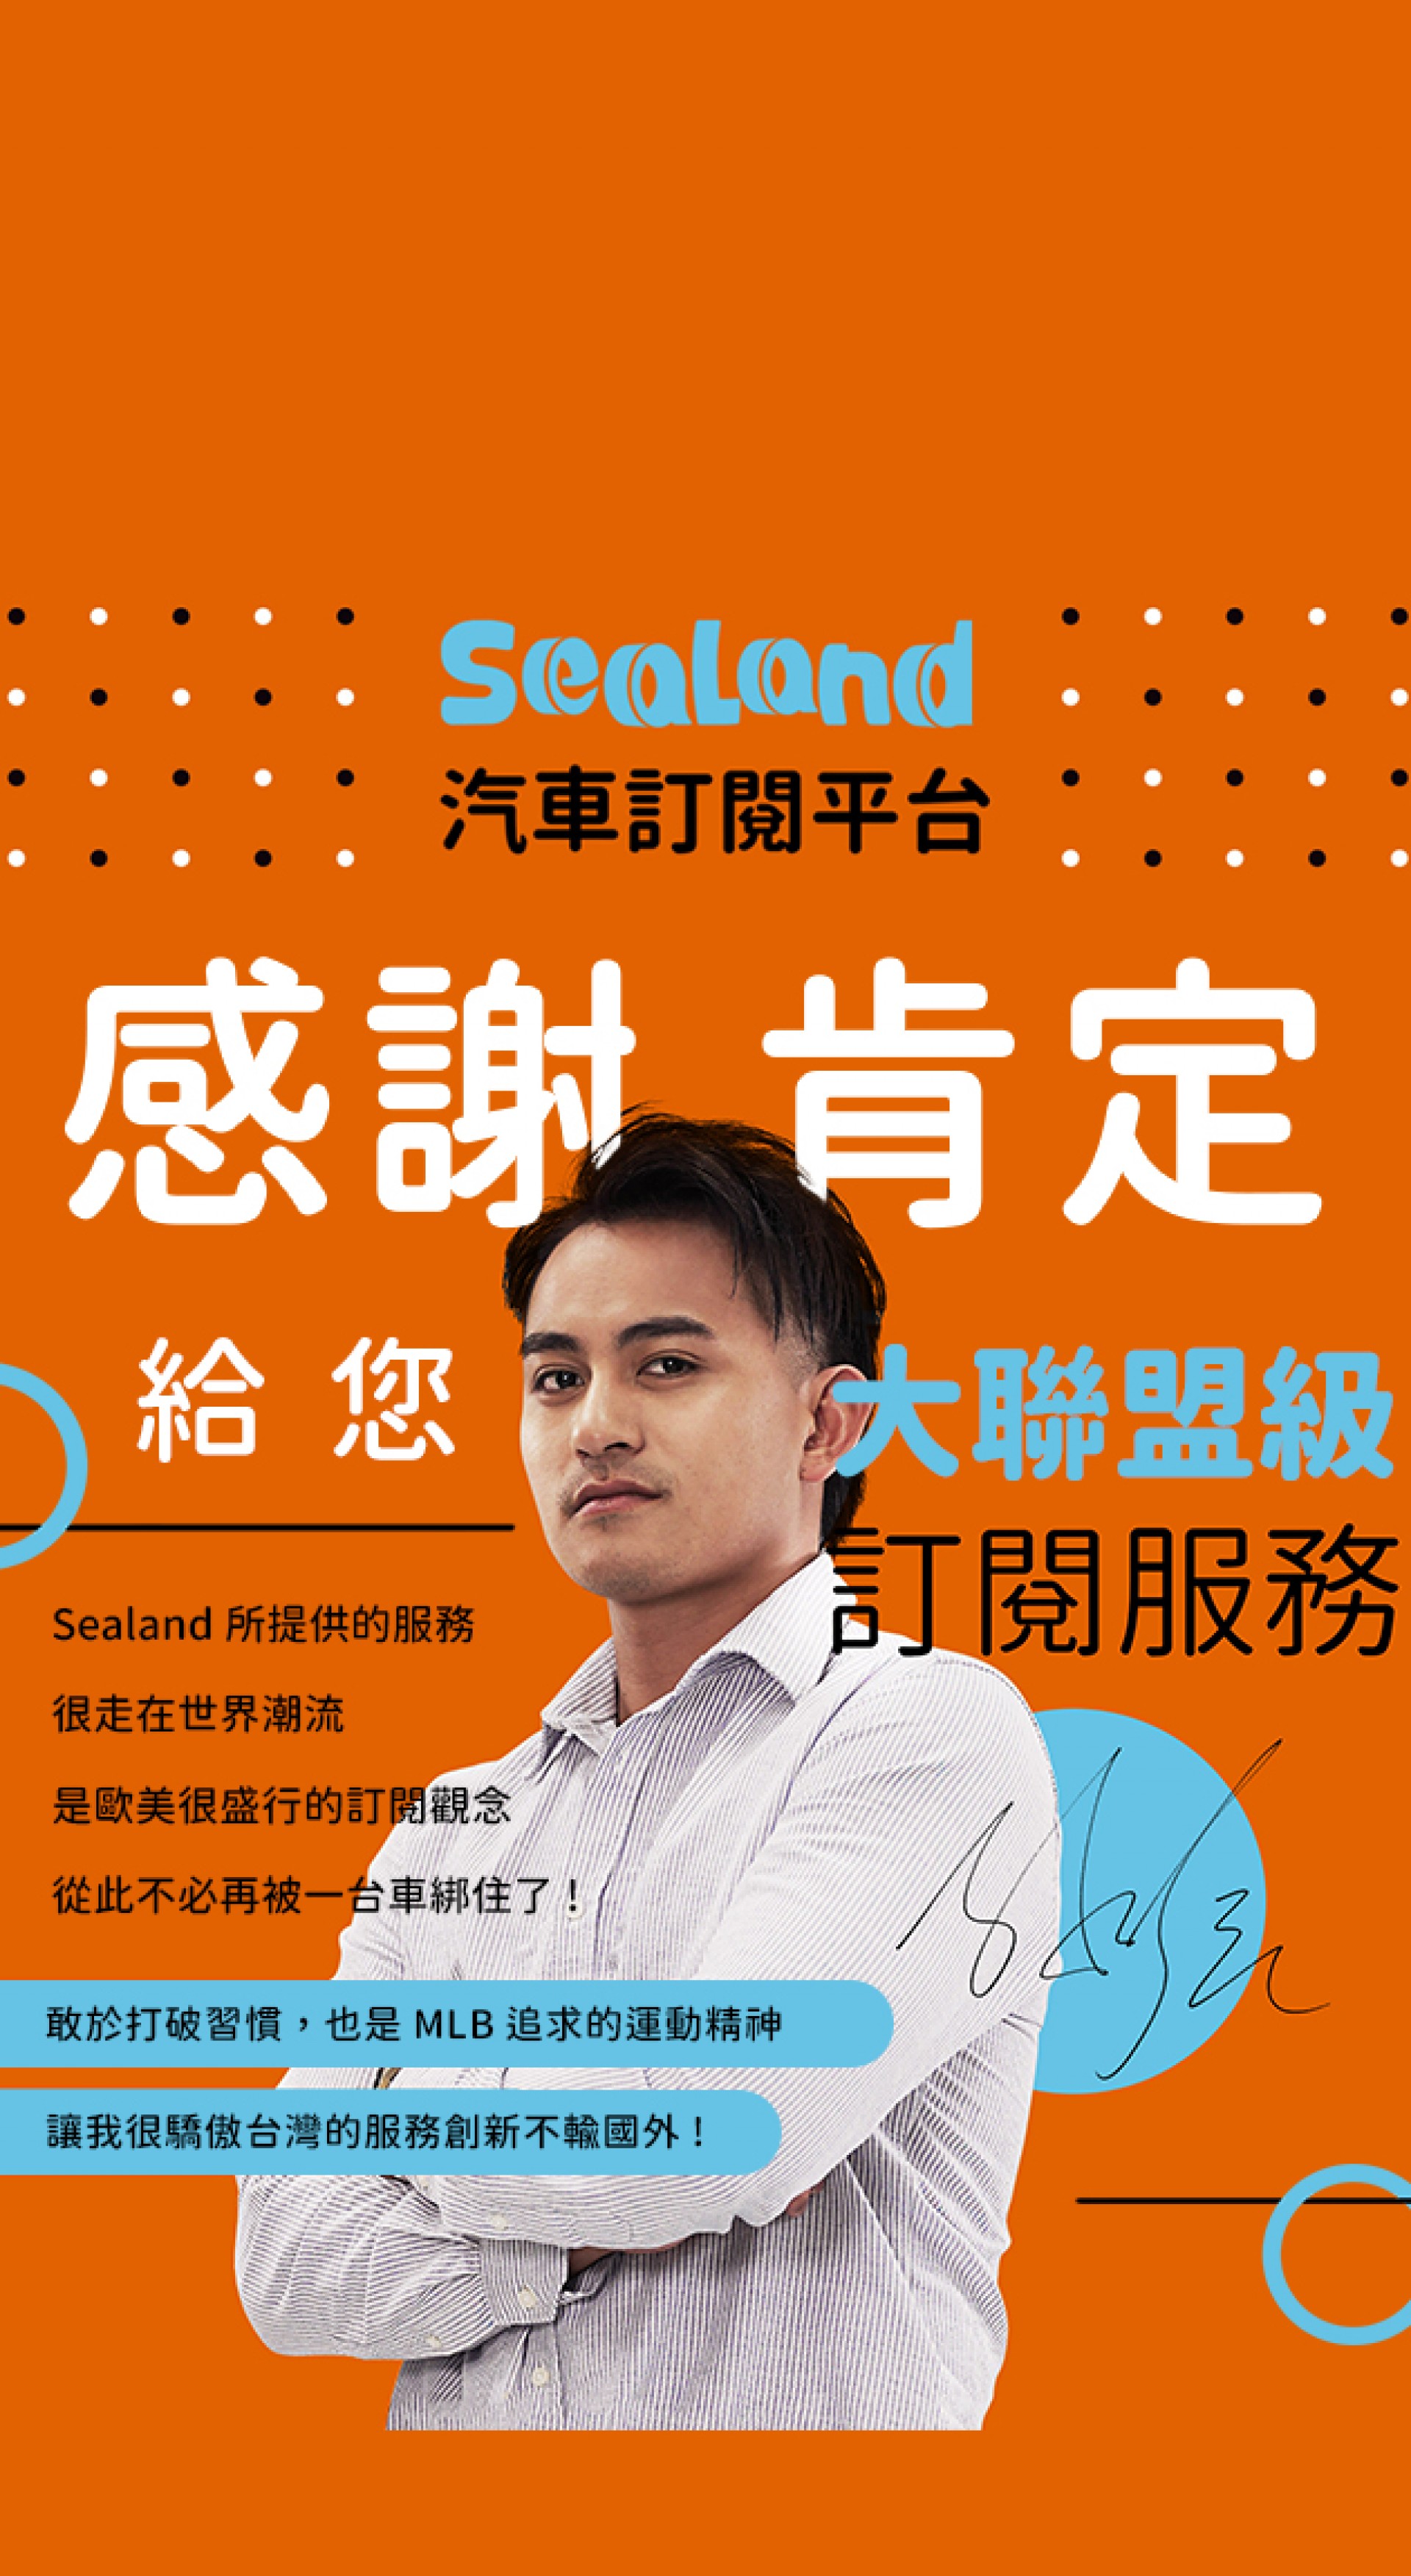 Sealand
汽車訂閱平台
感謝 肯定
給您
大聯盟級
訂閱服務
Sealand 所提供的服務
很走在世界潮流
是歐美很盛行的訂閱觀念
從此不必再被一台車綁住了！
敢於打破習慣，也是 MLB 追求的運動精神
讓我很驕傲台灣的服務創新不輸國外！